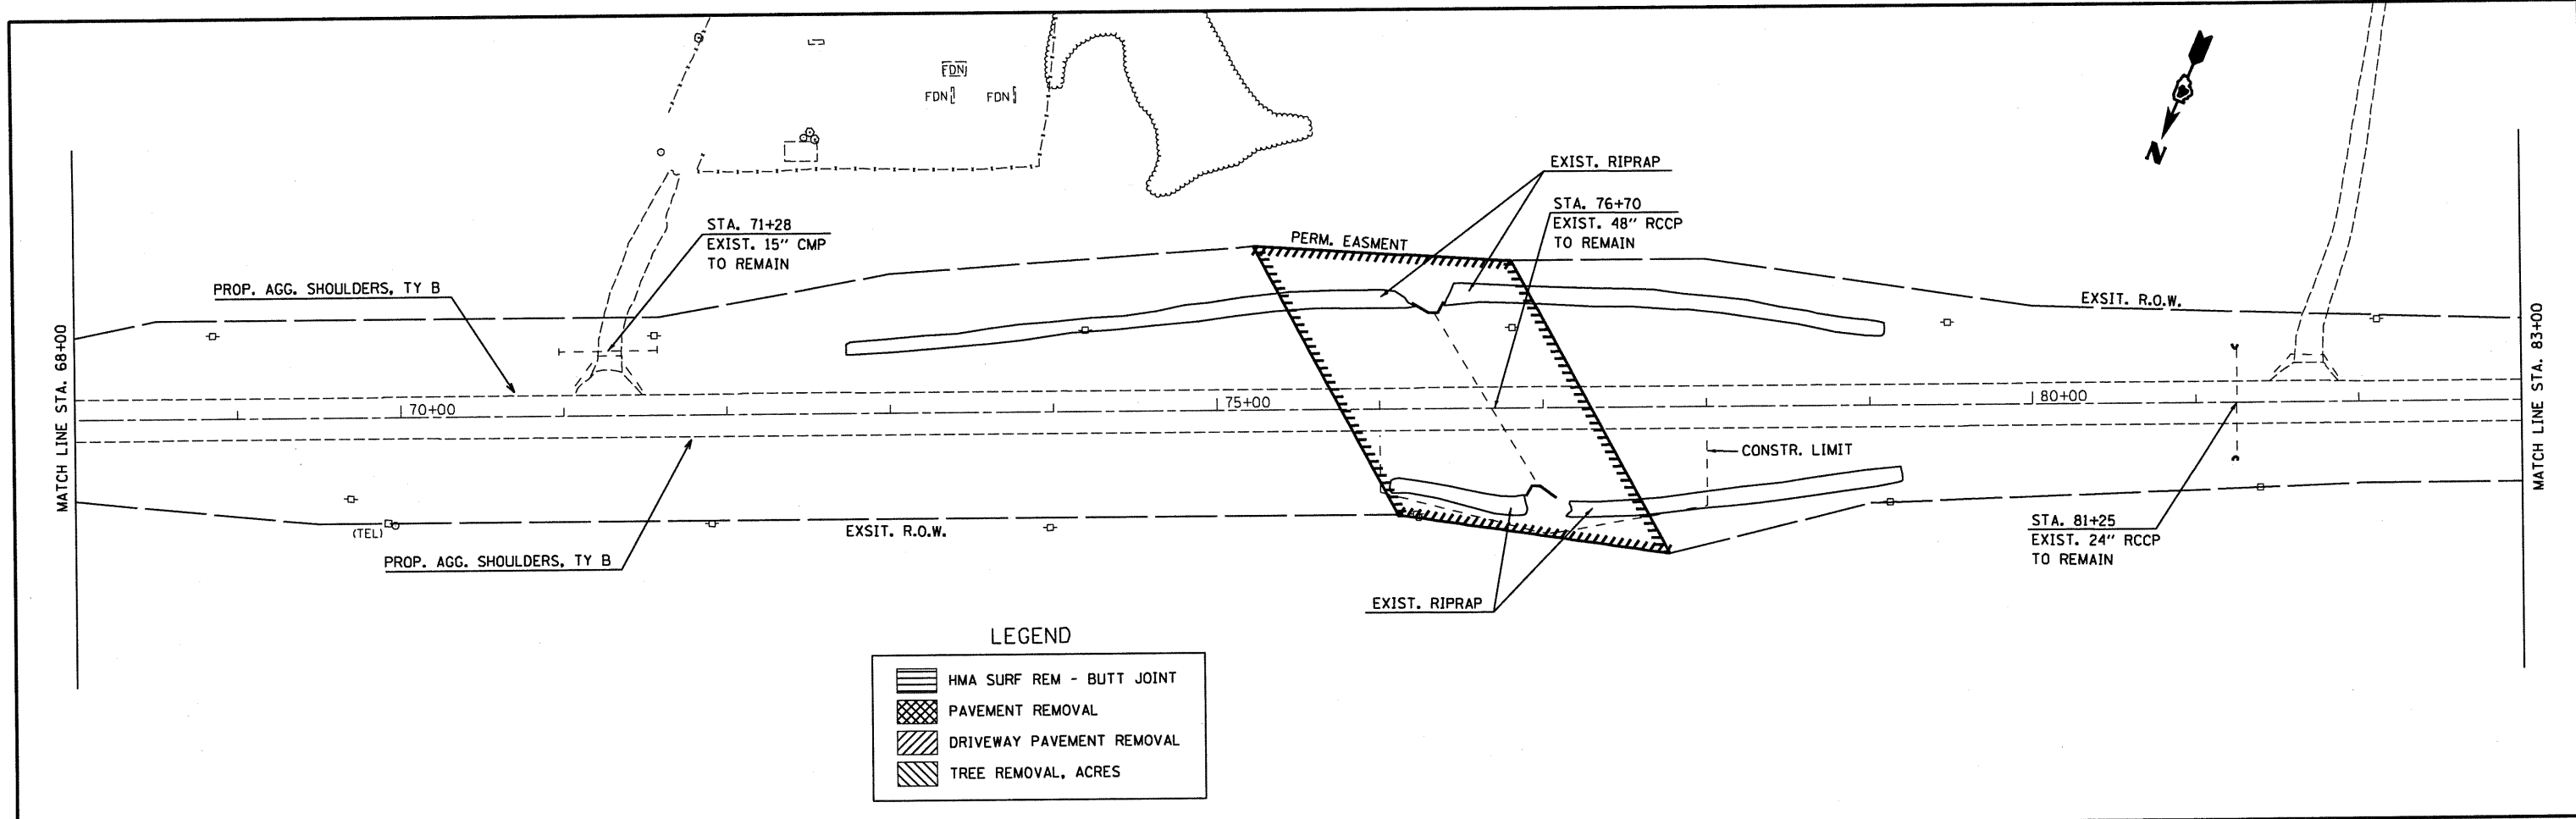 FDN
FDN
FDN
N
EXIST. RIPRAP
STA. 76+70
EXIST. 48" RCCP
TO REMAIN
STA. 71+28
EXIST. 15" CMP
TO REMAIN
PERM. EASMENT
PROP. AGG. SHOULDERS, TY B
EXSIT. R.O.W.
MATCH LINE STA. 68+00
MATCH LINE STA. 83+00
70+00
75+00
80+00
CONSTR. LIMIT
(TEL)
EXSIT. R.O.W.
PROP. AGG. SHOULDERS, TY B
STA. 81+25
EXIST. 24" RCCP
TO REMAIN
EXIST. RIPRAP
LEGEND
HMA SURF REM - BUTT JOINT
PAVEMENT REMOVAL
DRIVEWAY PAVEMENT REMOVAL
TREE REMOVAL, ACRES